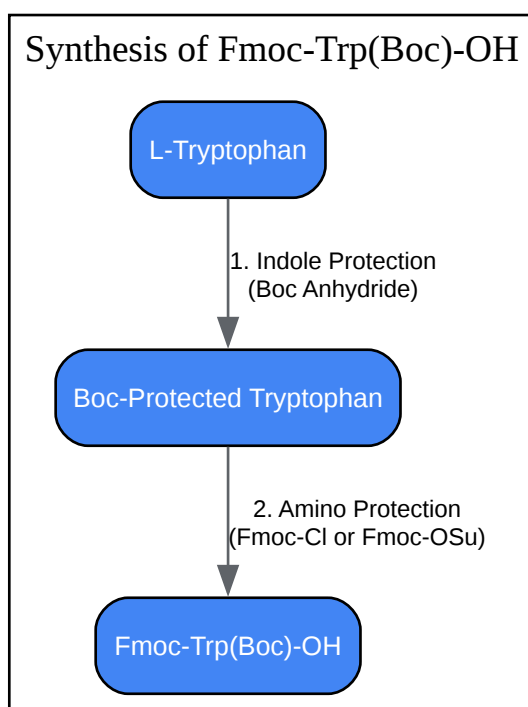 Synthesis of Fmoc-Trp(Boc)-OH
L-Tryptophan
1. Indole Protection
(Boc Anhydride)
Boc-Protected Tryptophan
2. Amino Protection
(Fmoc-Cl or Fmoc-OSu)
Fmoc-Trp(Boc)-OH